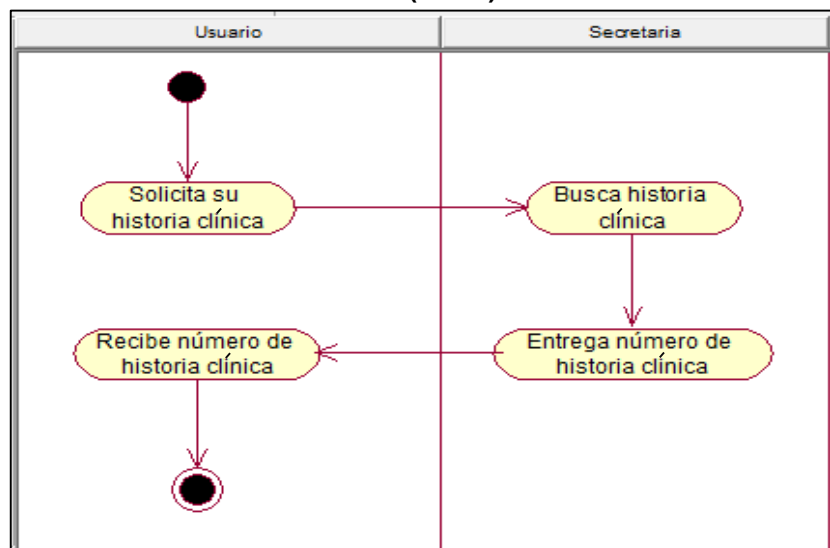 Usuario
Secretaria
Solicita su
historia clínica
Busca historia
clínica
Recibe número de
historia clínica
Entrega número de
historia clínica